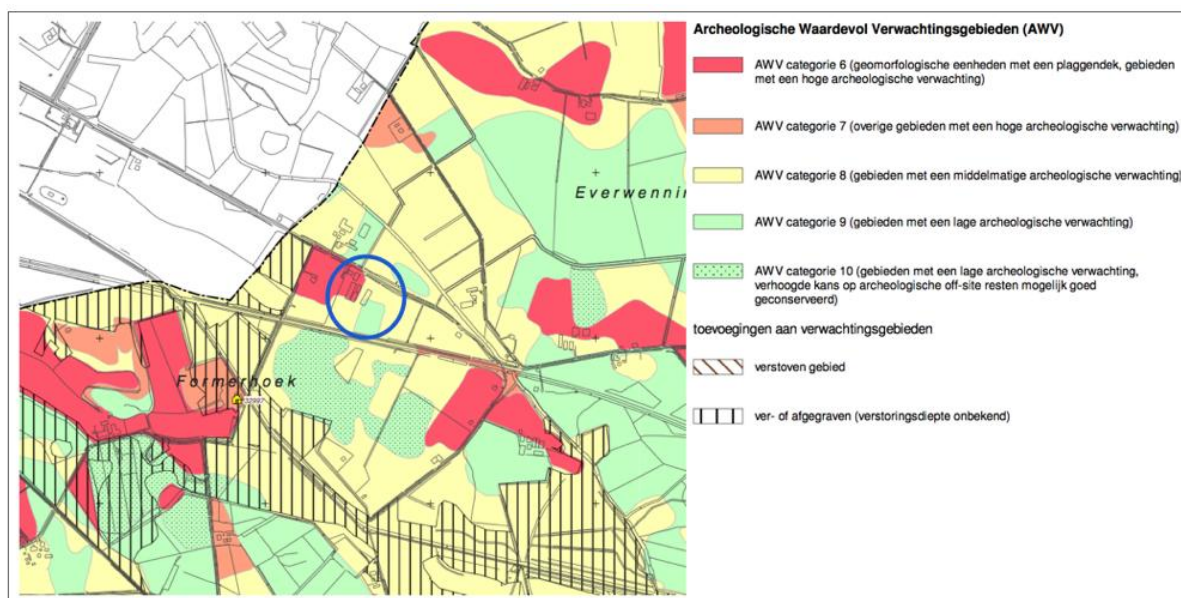 Archeologische Waardevol Verwachtingsgebieden (AWV)
AWV categorie 6 (geomorfologische eenheden met een plaggendek, gebieden
met een hoge archeologische verwachting)
AWV categorie 7 (overige gebieden met een hoge archeologische verwachting)
AWV categorie 8 (gebieden met een middelmatige archeologische verwachting)
AWV categorie 9 (gebieden met een lage archeologische verwachting)
AWV categorie 10 (gebieden met een lage archeologische verwachting,
verhoogde kans op archeologische off-site resten mogelijk goed
geconserveerd)
toevoegingen aan verwachtingsgebieden
verstoven gebied
ver- of afgegraven (verstoringsdiepte onbekend)
Everwennin
Formerhoek
32997